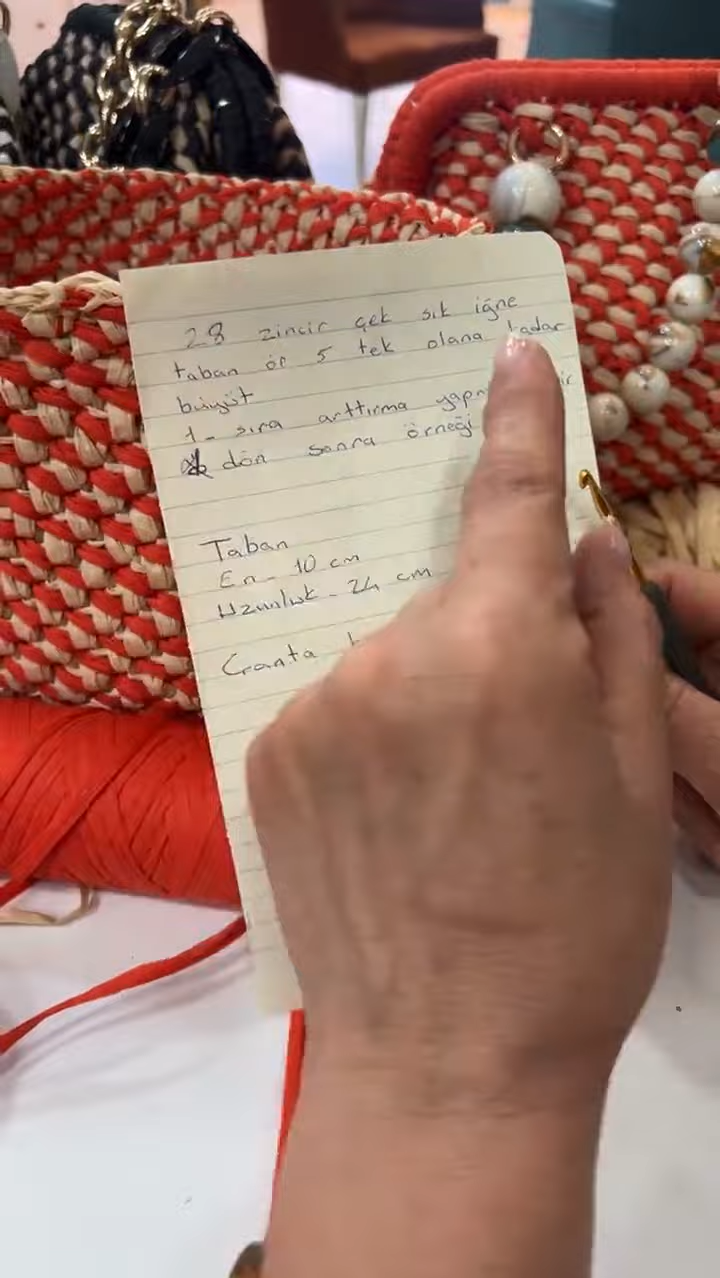 28 zincir çek sık iğne
taban ör 5 tek olana kadar
büyüt
1- sıra arttırma
dön sonra örneği
Taban
En - 10 cm
Uzunluk - 24 cm
Çanta